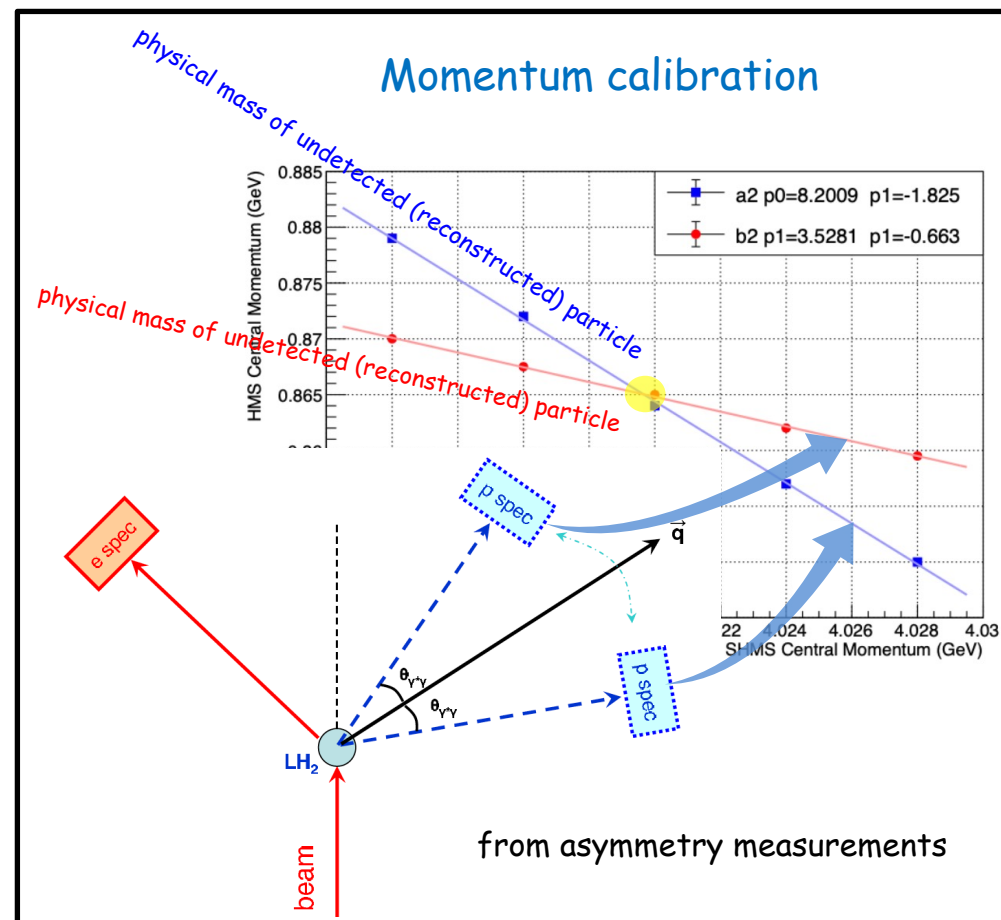 Momentum calibration
physical mass of undetected (reconstructed) particle
physical mass of undetected (reconstructed) particle
HMS Central Momemtum (GeV)
0.885
0.88
0.875
0.87
0.865
a2 p0=8.2009 p1=-1.825
b2 p1=3.5281 p1=-0.663
22 4.024 4.026 4.028 4.03
SHMS Central Momentum (GeV)
e spec
p spec
q⃗
p spec
θγ*γ
θγ*γ
LH₂
beam
from asymmetry measurements